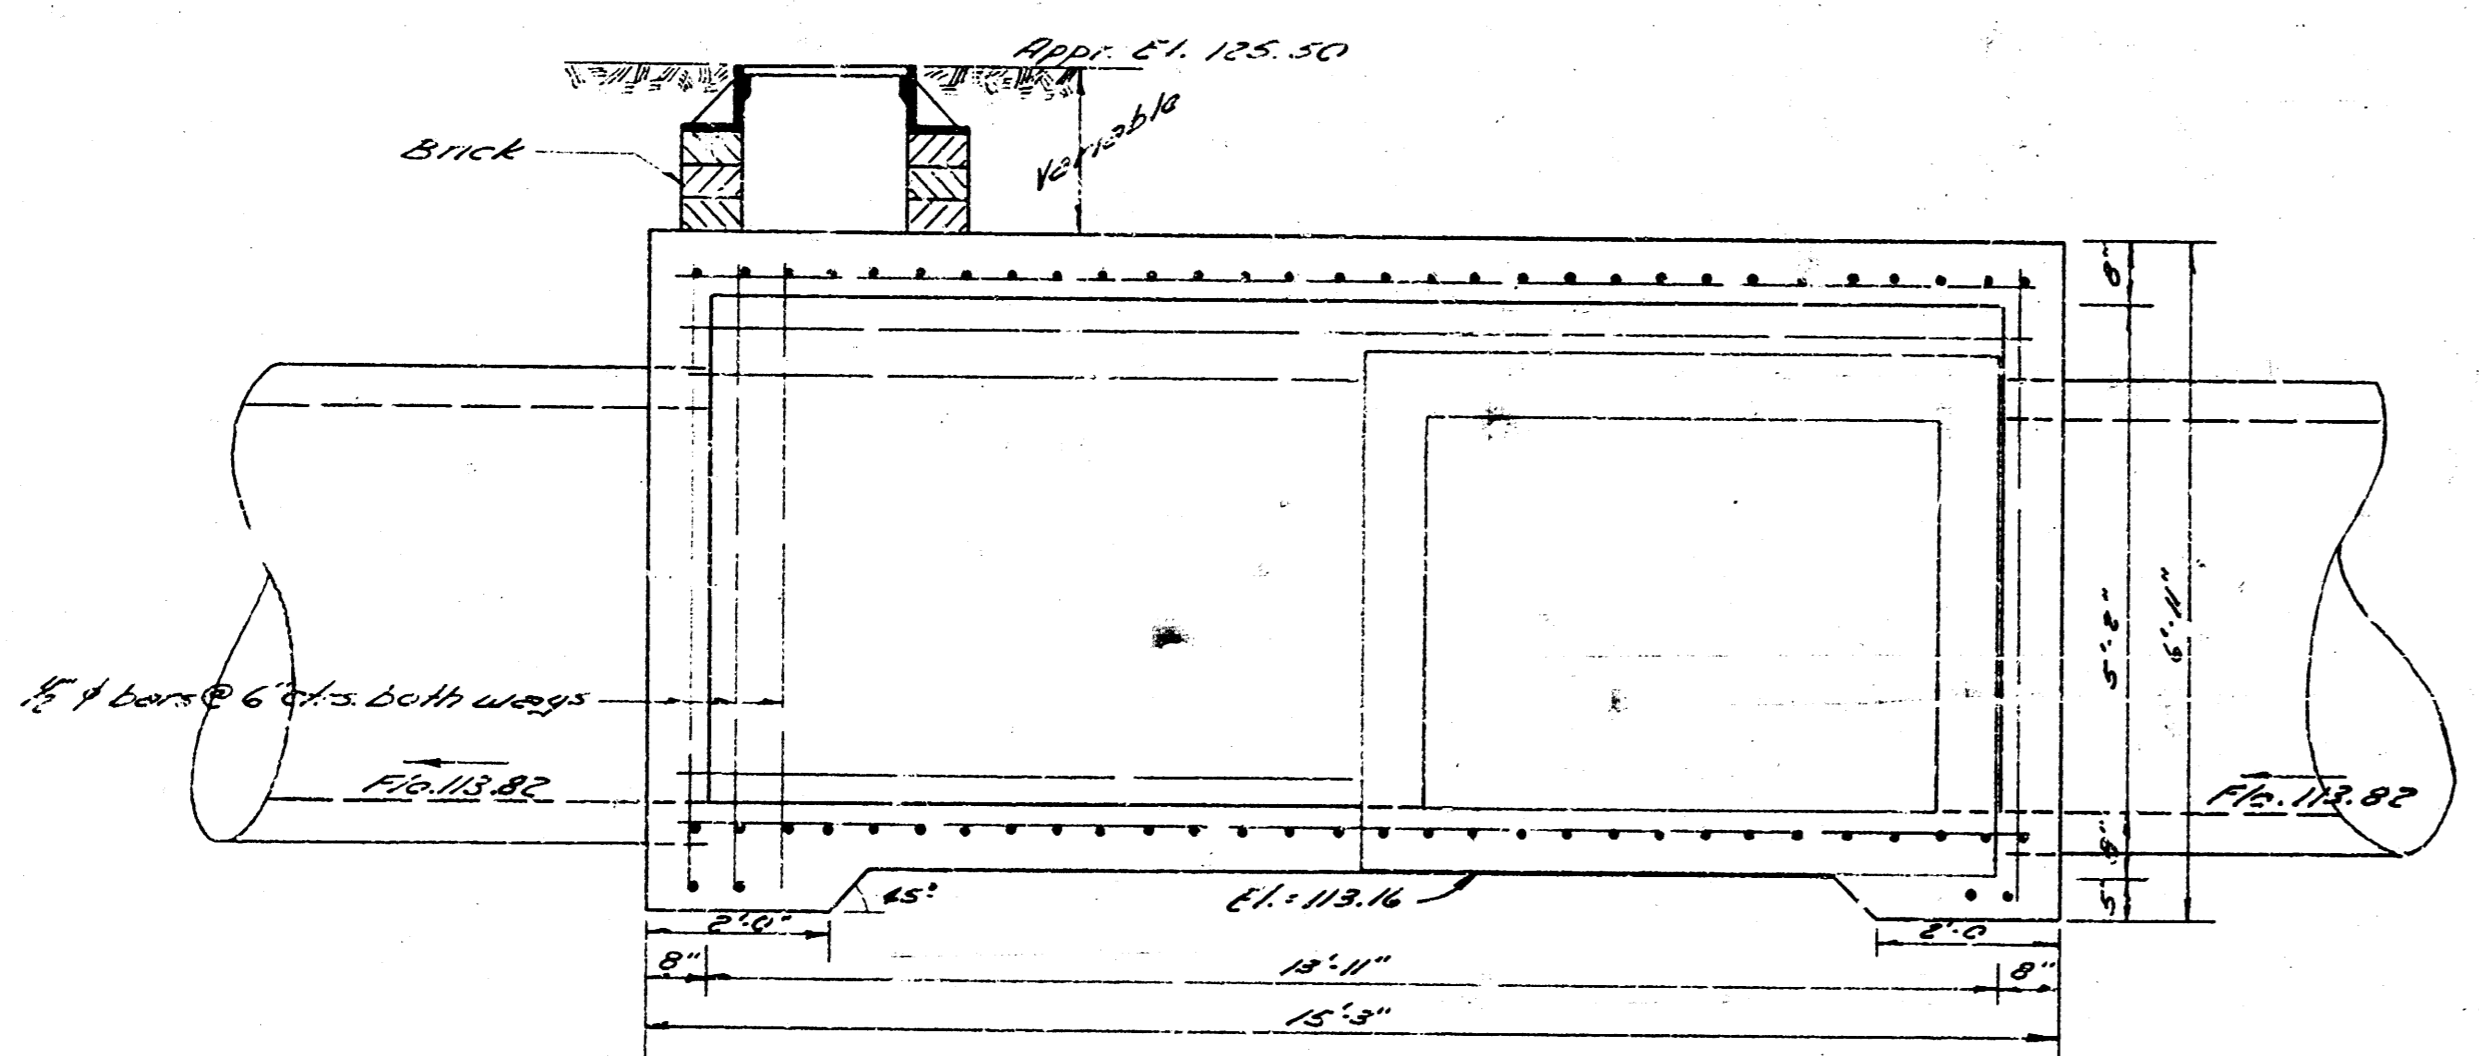 Appr. El. 125.50
Brick
Variable
8"
5'-2"
6'-11"
½" φ bars @ 6" cts. both ways
Flo. 113.82
Flo. 113.82
8"
5"
45°
El. = 113.16
2'-0"
2'-0
8"
13'-11"
8"
15'-3"